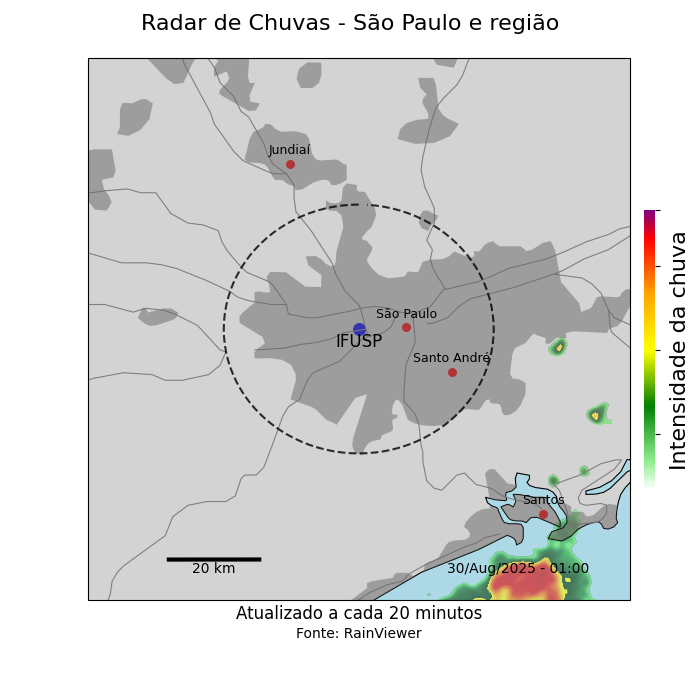 Radar de Chuvas - São Paulo e região
Jundiaí
São Paulo
IFUSP
Santo André
Santos
20 km
30/Aug/2025 - 01:00
Intensidade da chuva
Atualizado a cada 20 minutos
Fonte: RainViewer